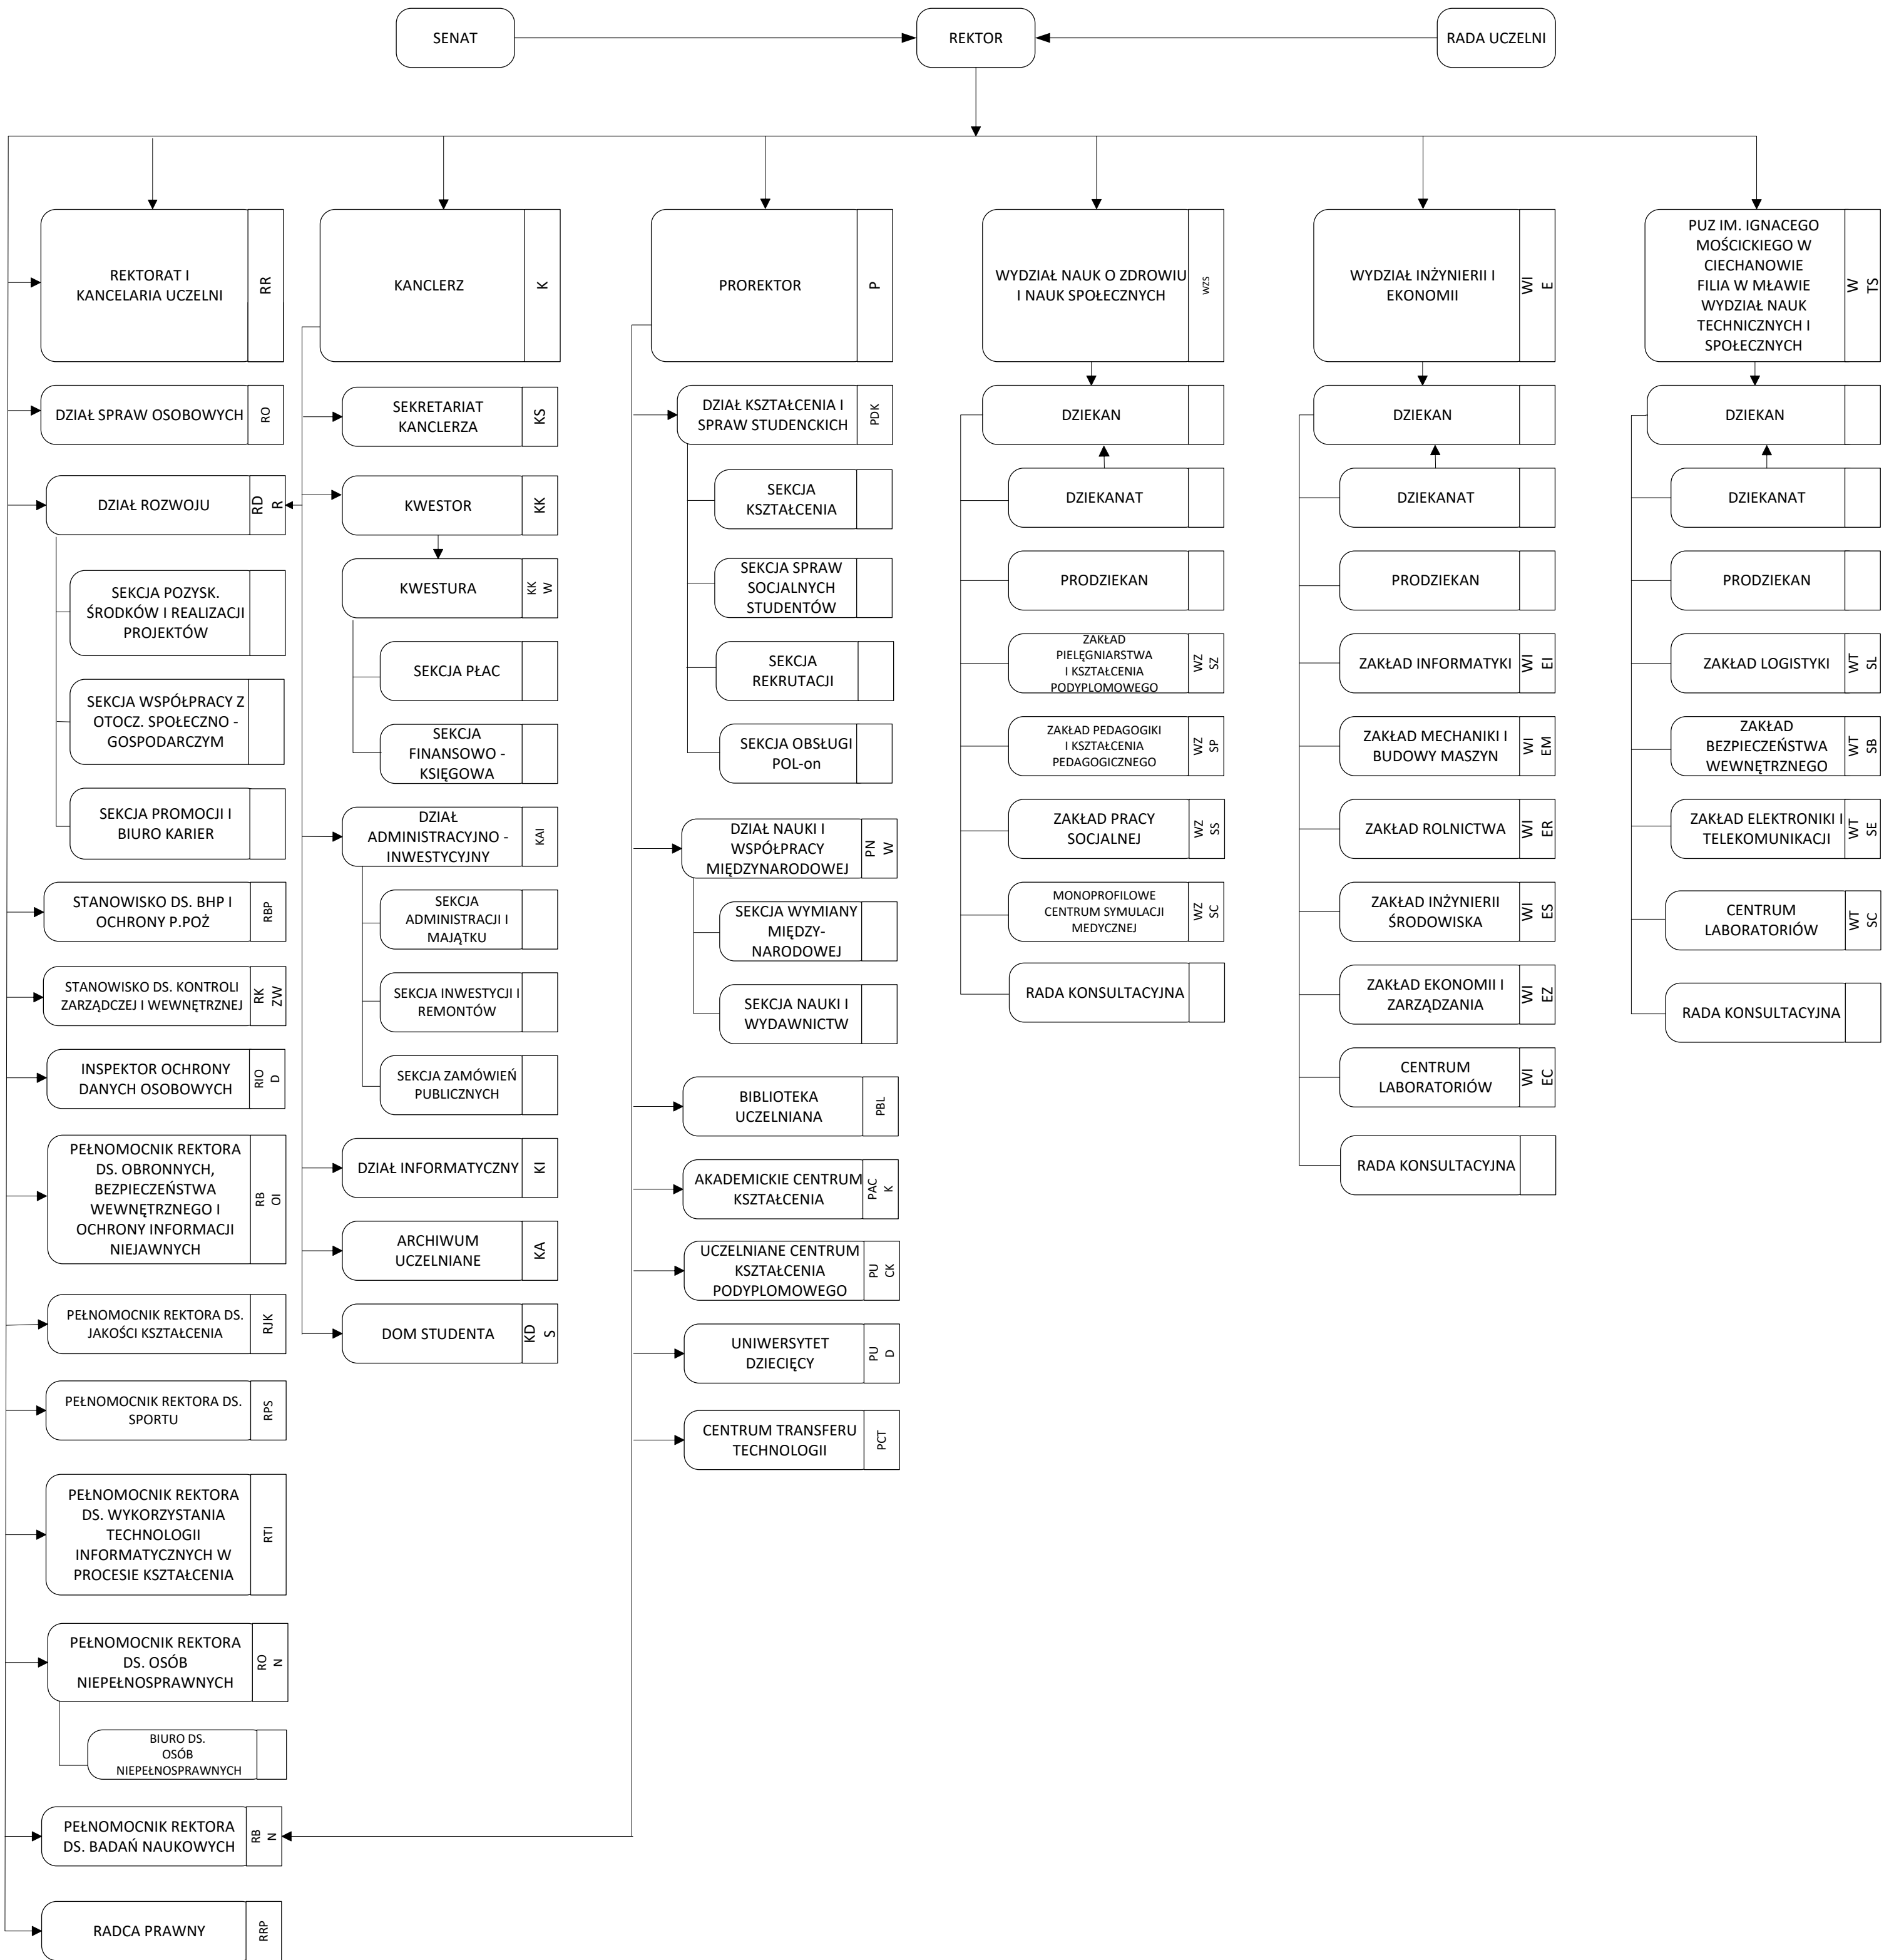 SENAT
REKTOR
RADA UCZELNI
REKTORAT I
KANCELARIA UCZELNI
RR
DZIAŁ SPRAW OSOBOWYCH
RO
DZIAŁ ROZWOJU
RD
R
SEKCJA POZYSK.
ŚRODKÓW I REALIZACJI
PROJEKTÓW
SEKCJA WSPÓŁPRACY Z
OTOCZ. SPOŁECZNO -
GOSPODARCZYM
SEKCJA PROMOCJI I
BIURO KARIER
STANOWISKO DS. BHP I
OCHRONY P.POŻ
RBP
STANOWISKO DS. KONTROLI
ZARZĄDCZEJ I WEWNĘTRZNEJ
RK
ZW
INSPEKTOR OCHRONY
DANYCH OSOBOWYCH
RIO
D
PEŁNOMOCNIK REKTORA
DS. OBRONNYCH,
BEZPIECZEŃSTWA
WEWNĘTRZNEGO I
OCHRONY INFORMACJI
NIEJAWNYCH
RB
OI
PEŁNOMOCNIK REKTORA DS.
JAKOŚCI KSZTAŁCENIA
RJK
PEŁNOMOCNIK REKTORA DS.
SPORTU
RPS
PEŁNOMOCNIK REKTORA
DS. WYKORZYSTANIA
TECHNOLOGII
INFORMATYCZNYCH W
PROCESIE KSZTAŁCENIA
RTI
PEŁNOMOCNIK REKTORA
DS. OSÓB
NIEPEŁNOSPRAWNYCH
RO
N
BIURO DS.
OSÓB
NIEPEŁNOSPRAWNYCH
PEŁNOMOCNIK REKTORA
DS. BADAŃ NAUKOWYCH
RB
N
RADCA PRAWNY
RRP
KANCLERZ
K
SEKRETARIAT
KANCLERZA
KS
KWESTOR
KK
KWESTURA
KK
W
SEKCJA PŁAC
SEKCJA
FINANSOWO -
KSIĘGOWA
DZIAŁ
ADMINISTRACYJNO -
INWESTYCYJNY
KAI
SEKCJA
ADMINISTRACJI I
MAJĄTKU
SEKCJA INWESTYCJI I
REMONTÓW
SEKCJA ZAMÓWIEŃ
PUBLICZNYCH
DZIAŁ INFORMATYCZNY
KI
ARCHIWUM
UCZELNIANE
KA
DOM STUDENTA
KD
S
PROREKTOR
P
DZIAŁ KSZTAŁCENIA I
SPRAW STUDENCKICH
PDK
SEKCJA
KSZTAŁCENIA
SEKCJA SPRAW
SOCJALNYCH
STUDENTÓW
SEKCJA
REKRUTACJI
SEKCJA OBSŁUGI
POL-on
DZIAŁ NAUKI I
WSPÓŁPRACY
MIĘDZYNARODOWEJ
PN
W
SEKCJA WYMIANY
MIĘDZY-
NARODOWEJ
SEKCJA NAUKI I
WYDAWNICTW
BIBLIOTEKA
UCZELNIANA
PBL
AKADEMICKIE CENTRUM
KSZTAŁCENIA
PAC
K
UCZELNIANE CENTRUM
KSZTAŁCENIA
PODYPLOMOWEGO
PU
CK
UNIWERSYTET
DZIECIĘCY
PU
D
CENTRUM TRANSFERU
TECHNOLOGII
PCT
WYDZIAŁ NAUK O ZDROWIU
I NAUK SPOŁECZNYCH
WZS
DZIEKAN
DZIEKANAT
PRODZIEKAN
ZAKŁAD
PIELĘGNIARSTWA
I KSZTAŁCENIA
PODYPLOMOWEGO
WZ
SZ
ZAKŁAD PEDAGOGIKI
I KSZTAŁCENIA
PEDAGOGICZNEGO
WZ
SP
ZAKŁAD PRACY
SOCJALNEJ
WZ
SS
MONOPROFILOWE
CENTRUM SYMULACJI
MEDYCZNEJ
WZ
SC
RADA KONSULTACYJNA
WYDZIAŁ INŻYNIERII I
EKONOMII
WI
E
DZIEKAN
DZIEKANAT
PRODZIEKAN
ZAKŁAD INFORMATYKI
WI
EI
ZAKŁAD MECHANIKI I
BUDOWY MASZYN
WI
EM
ZAKŁAD ROLNICTWA
WI
ER
ZAKŁAD INŻYNIERII
ŚRODOWISKA
WI
ES
ZAKŁAD EKONOMII I
ZARZĄDZANIA
WI
EZ
CENTRUM
LABORATORIÓW
WI
EC
RADA KONSULTACYJNA
PUZ IM. IGNACEGO
MOŚCICKIEGO W
CIECHANOWIE
FILIA W MŁAWIE
WYDZIAŁ NAUK
TECHNICZNYCH I
SPOŁECZNYCH
W
TS
DZIEKAN
DZIEKANAT
PRODZIEKAN
ZAKŁAD LOGISTYKI
WT
SL
ZAKŁAD
BEZPIECZEŃSTWA
WEWNĘTRZNEGO
WT
SB
ZAKŁAD ELEKTRONIKI I
TELEKOMUNIKACJI
WT
SE
CENTRUM
LABORATORIÓW
WT
SC
RADA KONSULTACYJNA